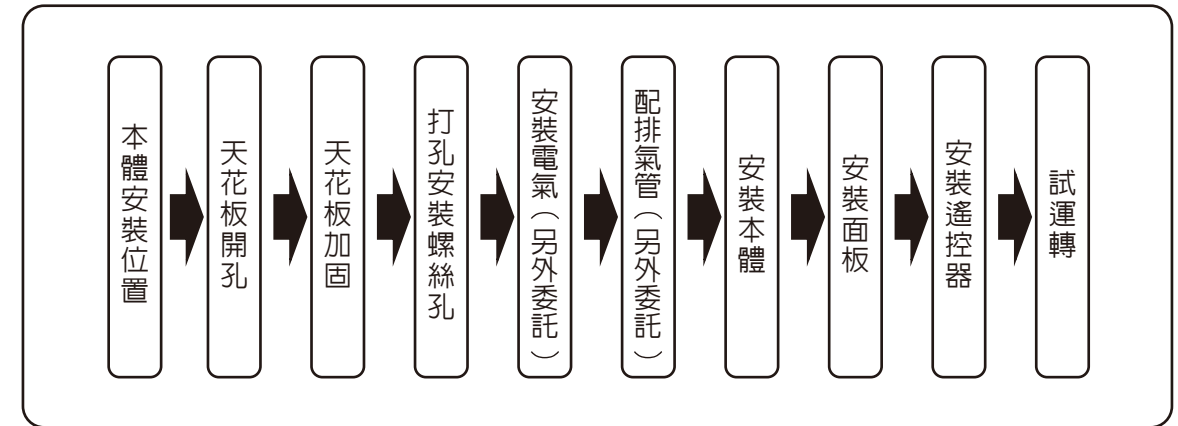 本體安裝位置
天花板開孔
天花板加固
打孔安裝螺絲孔
安裝電氣（另外委託）
配排氣管（另外委託）
安裝本體
安裝面板
安裝遙控器
試運轉